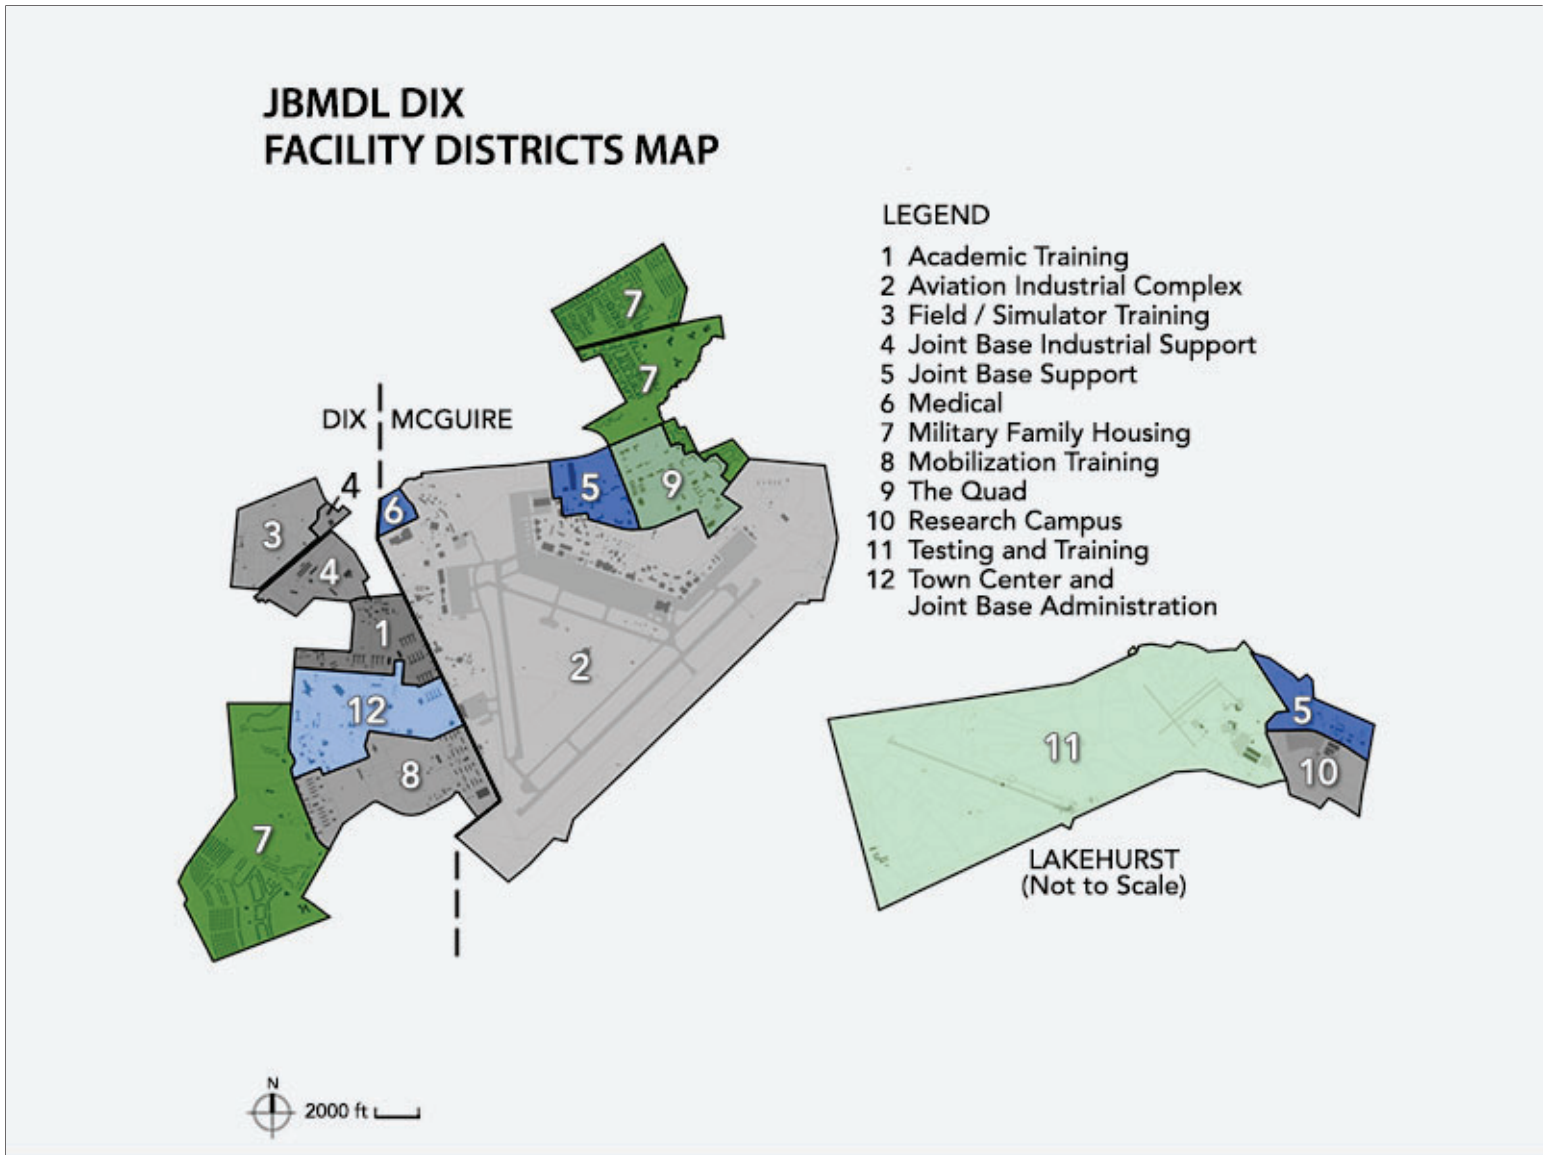 JBMDL DIX
FACILITY DISTRICTS MAP
LEGEND
1 Academic Training
2 Aviation Industrial Complex
3 Field / Simulator Training
4 Joint Base Industrial Support
5 Joint Base Support
6 Medical
7 Military Family Housing
8 Mobilization Training
9 The Quad
10 Research Campus
11 Testing and Training
12 Town Center and
Joint Base Administration
7
7
DIX MCGUIRE
4
5
9
6
3
4
1
2
12
8
7
5
11
10
LAKEHURST
(Not to Scale)
N
2000 ft